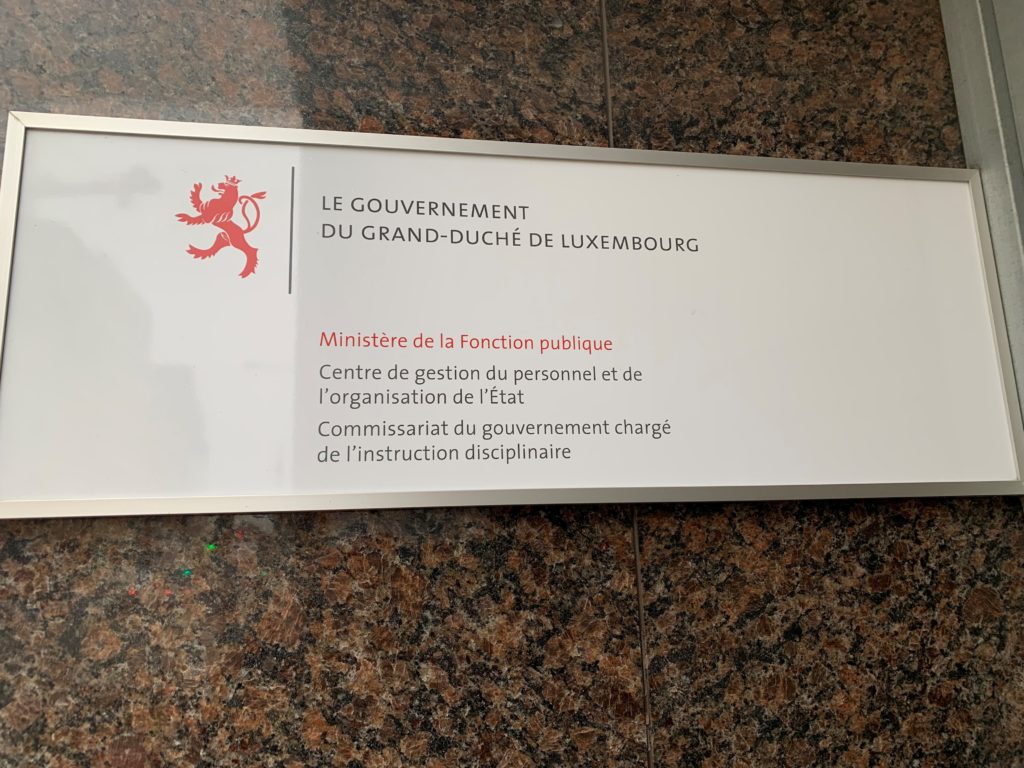 LE GOUVERNEMENT
DU GRAND-DUCHÉ DE LUXEMBOURG
Ministère de la Fonction publique
Centre de gestion du personnel et de
l'organisation de l'État
Commissariat du gouvernement chargé
de l'instruction disciplinaire